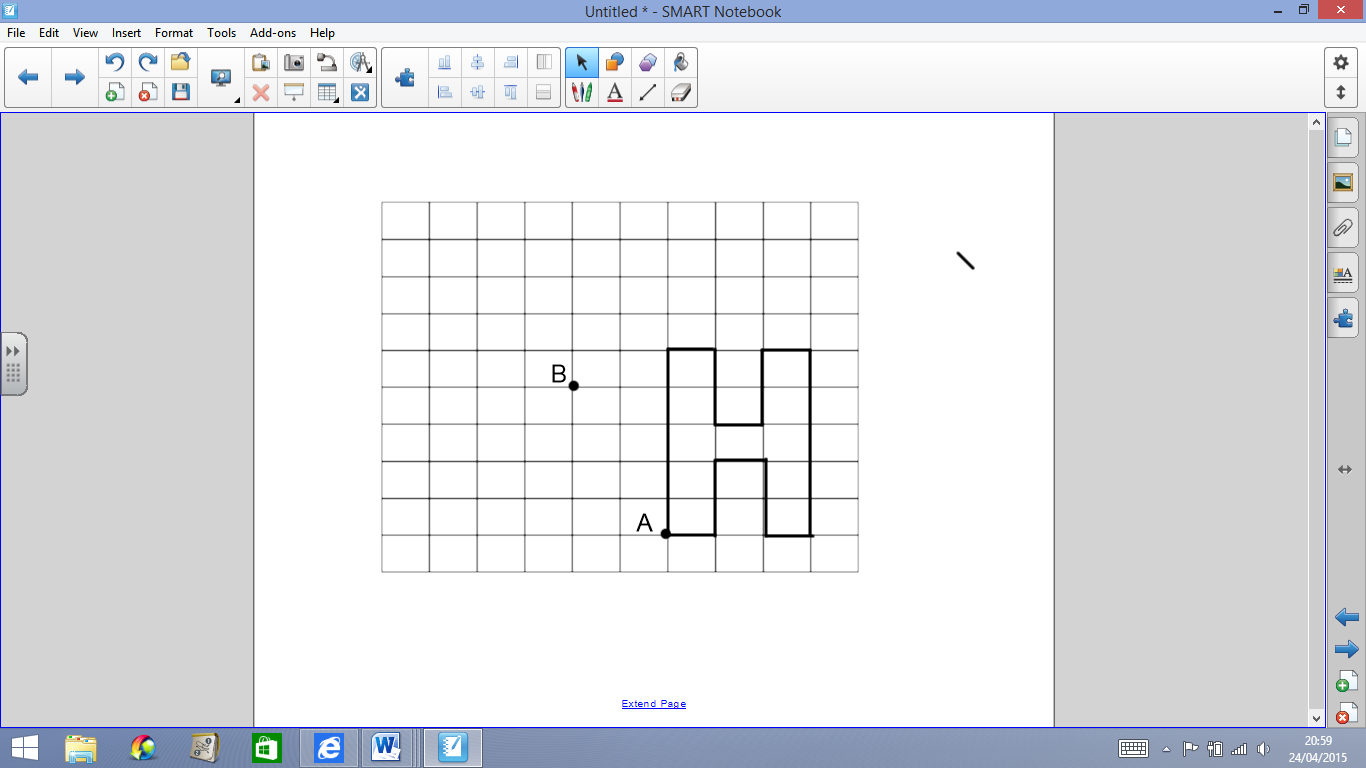 Untitled * - SMART Notebook
File Edit View Insert Format Tools Add-ons Help
B
A
Extend Page
20:59
24/04/2015